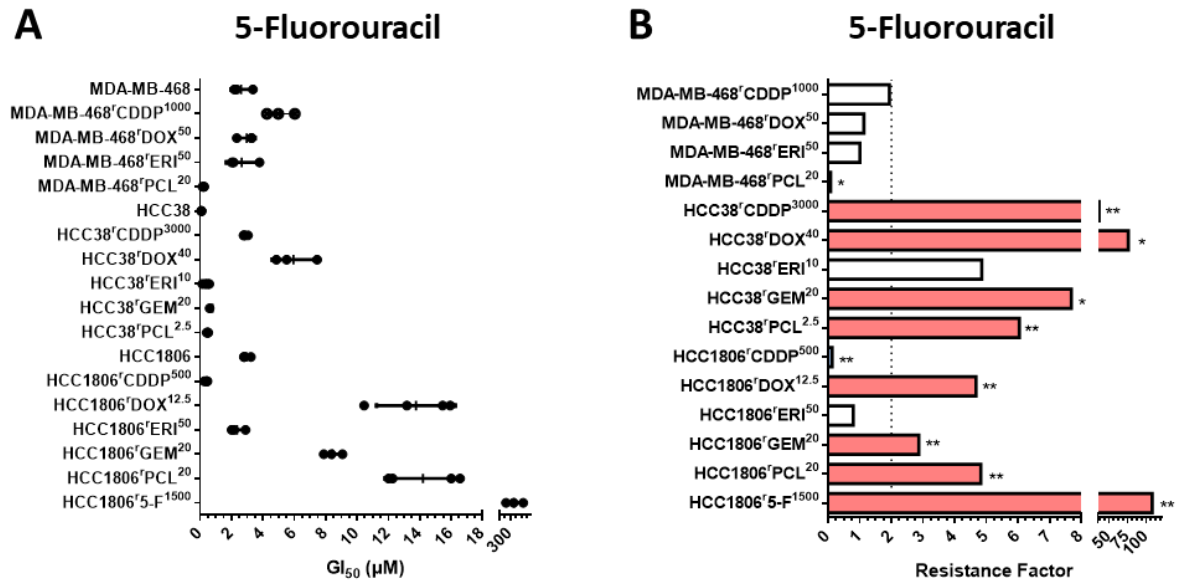 A
5-Fluorouracil
MDA-MB-468
MDA-MB-468ʳCDDP¹⁰⁰⁰
MDA-MB-468ʳDOX⁵⁰
MDA-MB-468ʳERI⁵⁰
MDA-MB-468ʳPCL²⁰
HCC38
HCC38ʳCDDP³⁰⁰⁰
HCC38ʳDOX⁴⁰
HCC38ʳERI¹⁰
HCC38ʳGEM²⁰
HCC38ʳPCL²·⁵
HCC1806
HCC1806ʳCDDP⁵⁰⁰
HCC1806ʳDOX¹²·⁵
HCC1806ʳERI⁵⁰
HCC1806ʳGEM²⁰
HCC1806ʳPCL²⁰
HCC1806ʳ5-F¹⁵⁰⁰
0 2 4 6 8 10 12 14 16 18 300
GI₅₀ (µM)
B
5-Fluorouracil
MDA-MB-468ʳCDDP¹⁰⁰⁰
MDA-MB-468ʳDOX⁵⁰
MDA-MB-468ʳERI⁵⁰
MDA-MB-468ʳPCL²⁰ *
HCC38ʳCDDP³⁰⁰⁰ **
HCC38ʳDOX⁴⁰ *
HCC38ʳERI¹⁰
HCC38ʳGEM²⁰ *
HCC38ʳPCL²·⁵ **
HCC1806ʳCDDP⁵⁰⁰ **
HCC1806ʳDOX¹²·⁵ **
HCC1806ʳERI⁵⁰
HCC1806ʳGEM²⁰ **
HCC1806ʳPCL²⁰ **
HCC1806ʳ5-F¹⁵⁰⁰ **
0 1 2 3 4 5 6 7 8 50 75 100
Resistance Factor